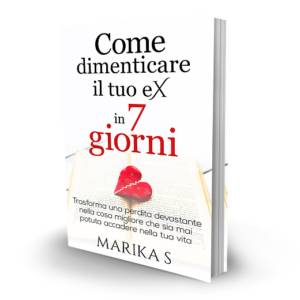 Come
dimenticare
il tuo eX
in 7
giorni
Trasforma una perdita devastante
nella cosa migliore che sia mai
potuta accadere nella tua vita
MARIKA S